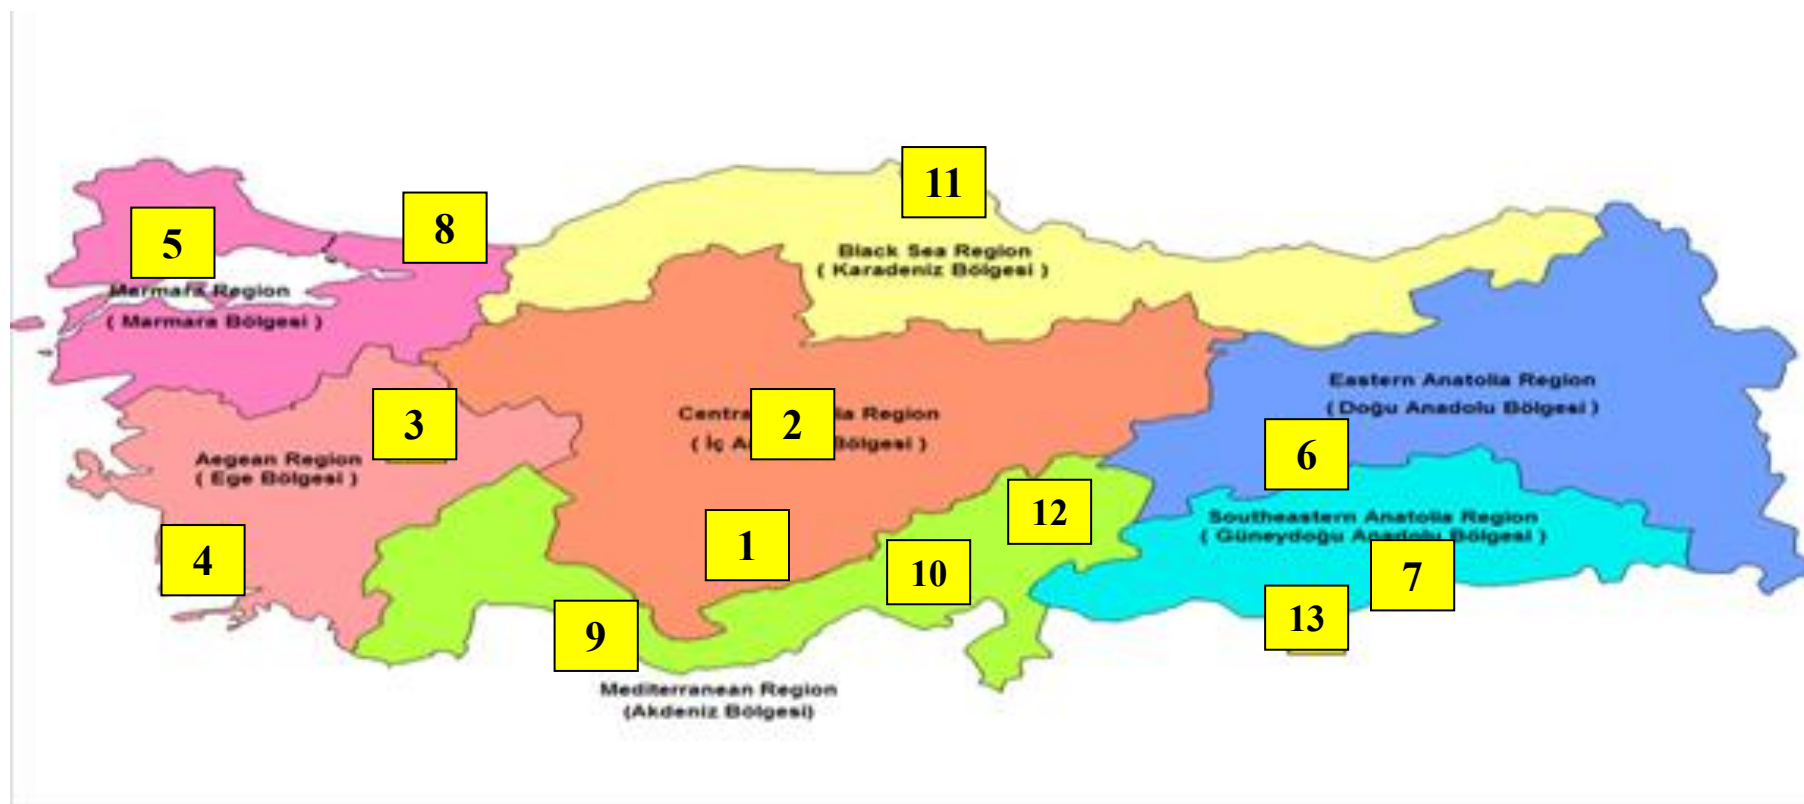 11
5
8
Black Sea Region
( Karadeniz Bölgesi )
Marmara Region
( Marmara Bölgesi )
Eastern Anatolia Region
( Doğu Anadolu Bölgesi )
3
2
Centra ia Region
( İç A Bölgesi )
6
Aegean Region
( Ege Bölgesi )
12
Southeastern Anatolia Region
( Güneydoğu Anadolu Bölgesi )
4
1
10
7
9
13
Mediterranean Region
(Akdeniz Bölgesi)